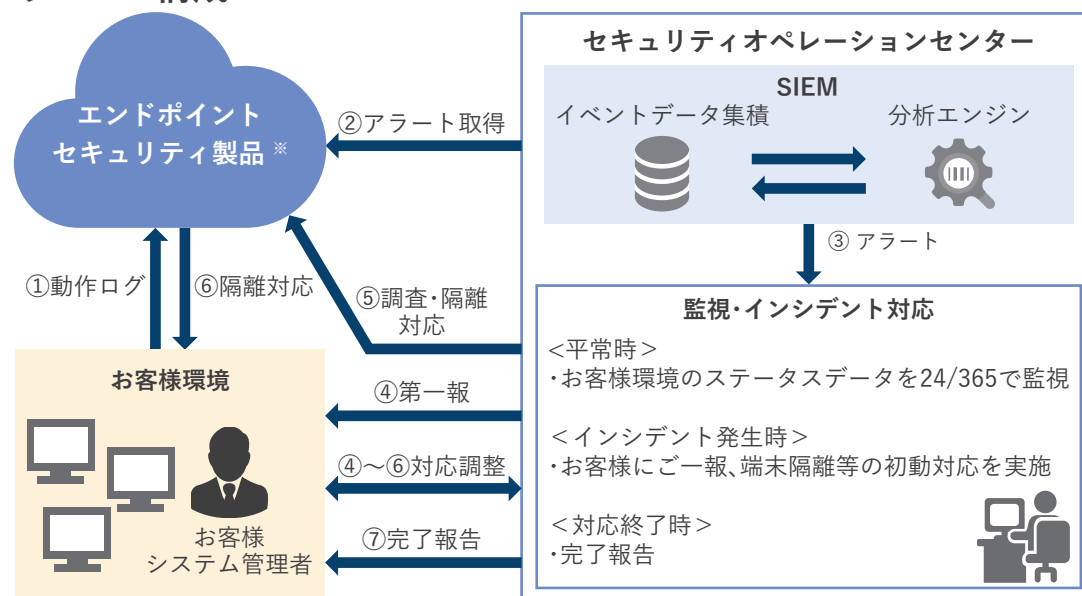 セキュリティオペレーションセンター
SIEM
イベントデータ集積
分析エンジン
エンドポイント
セキュリティ製品 ※
②アラート取得
③ アラート
①動作ログ
⑥隔離対応
⑤調査・隔離
対応
監視・インシデント対応
<平常時>
・お客様環境のステータスデータを24/365で監視
<インシデント発生時>
・お客様にご一報、端末隔離等の初動対応を実施
<対応終了時>
・完了報告
お客様環境
④第一報
④～⑥対応調整
⑦完了報告
お客様
システム管理者